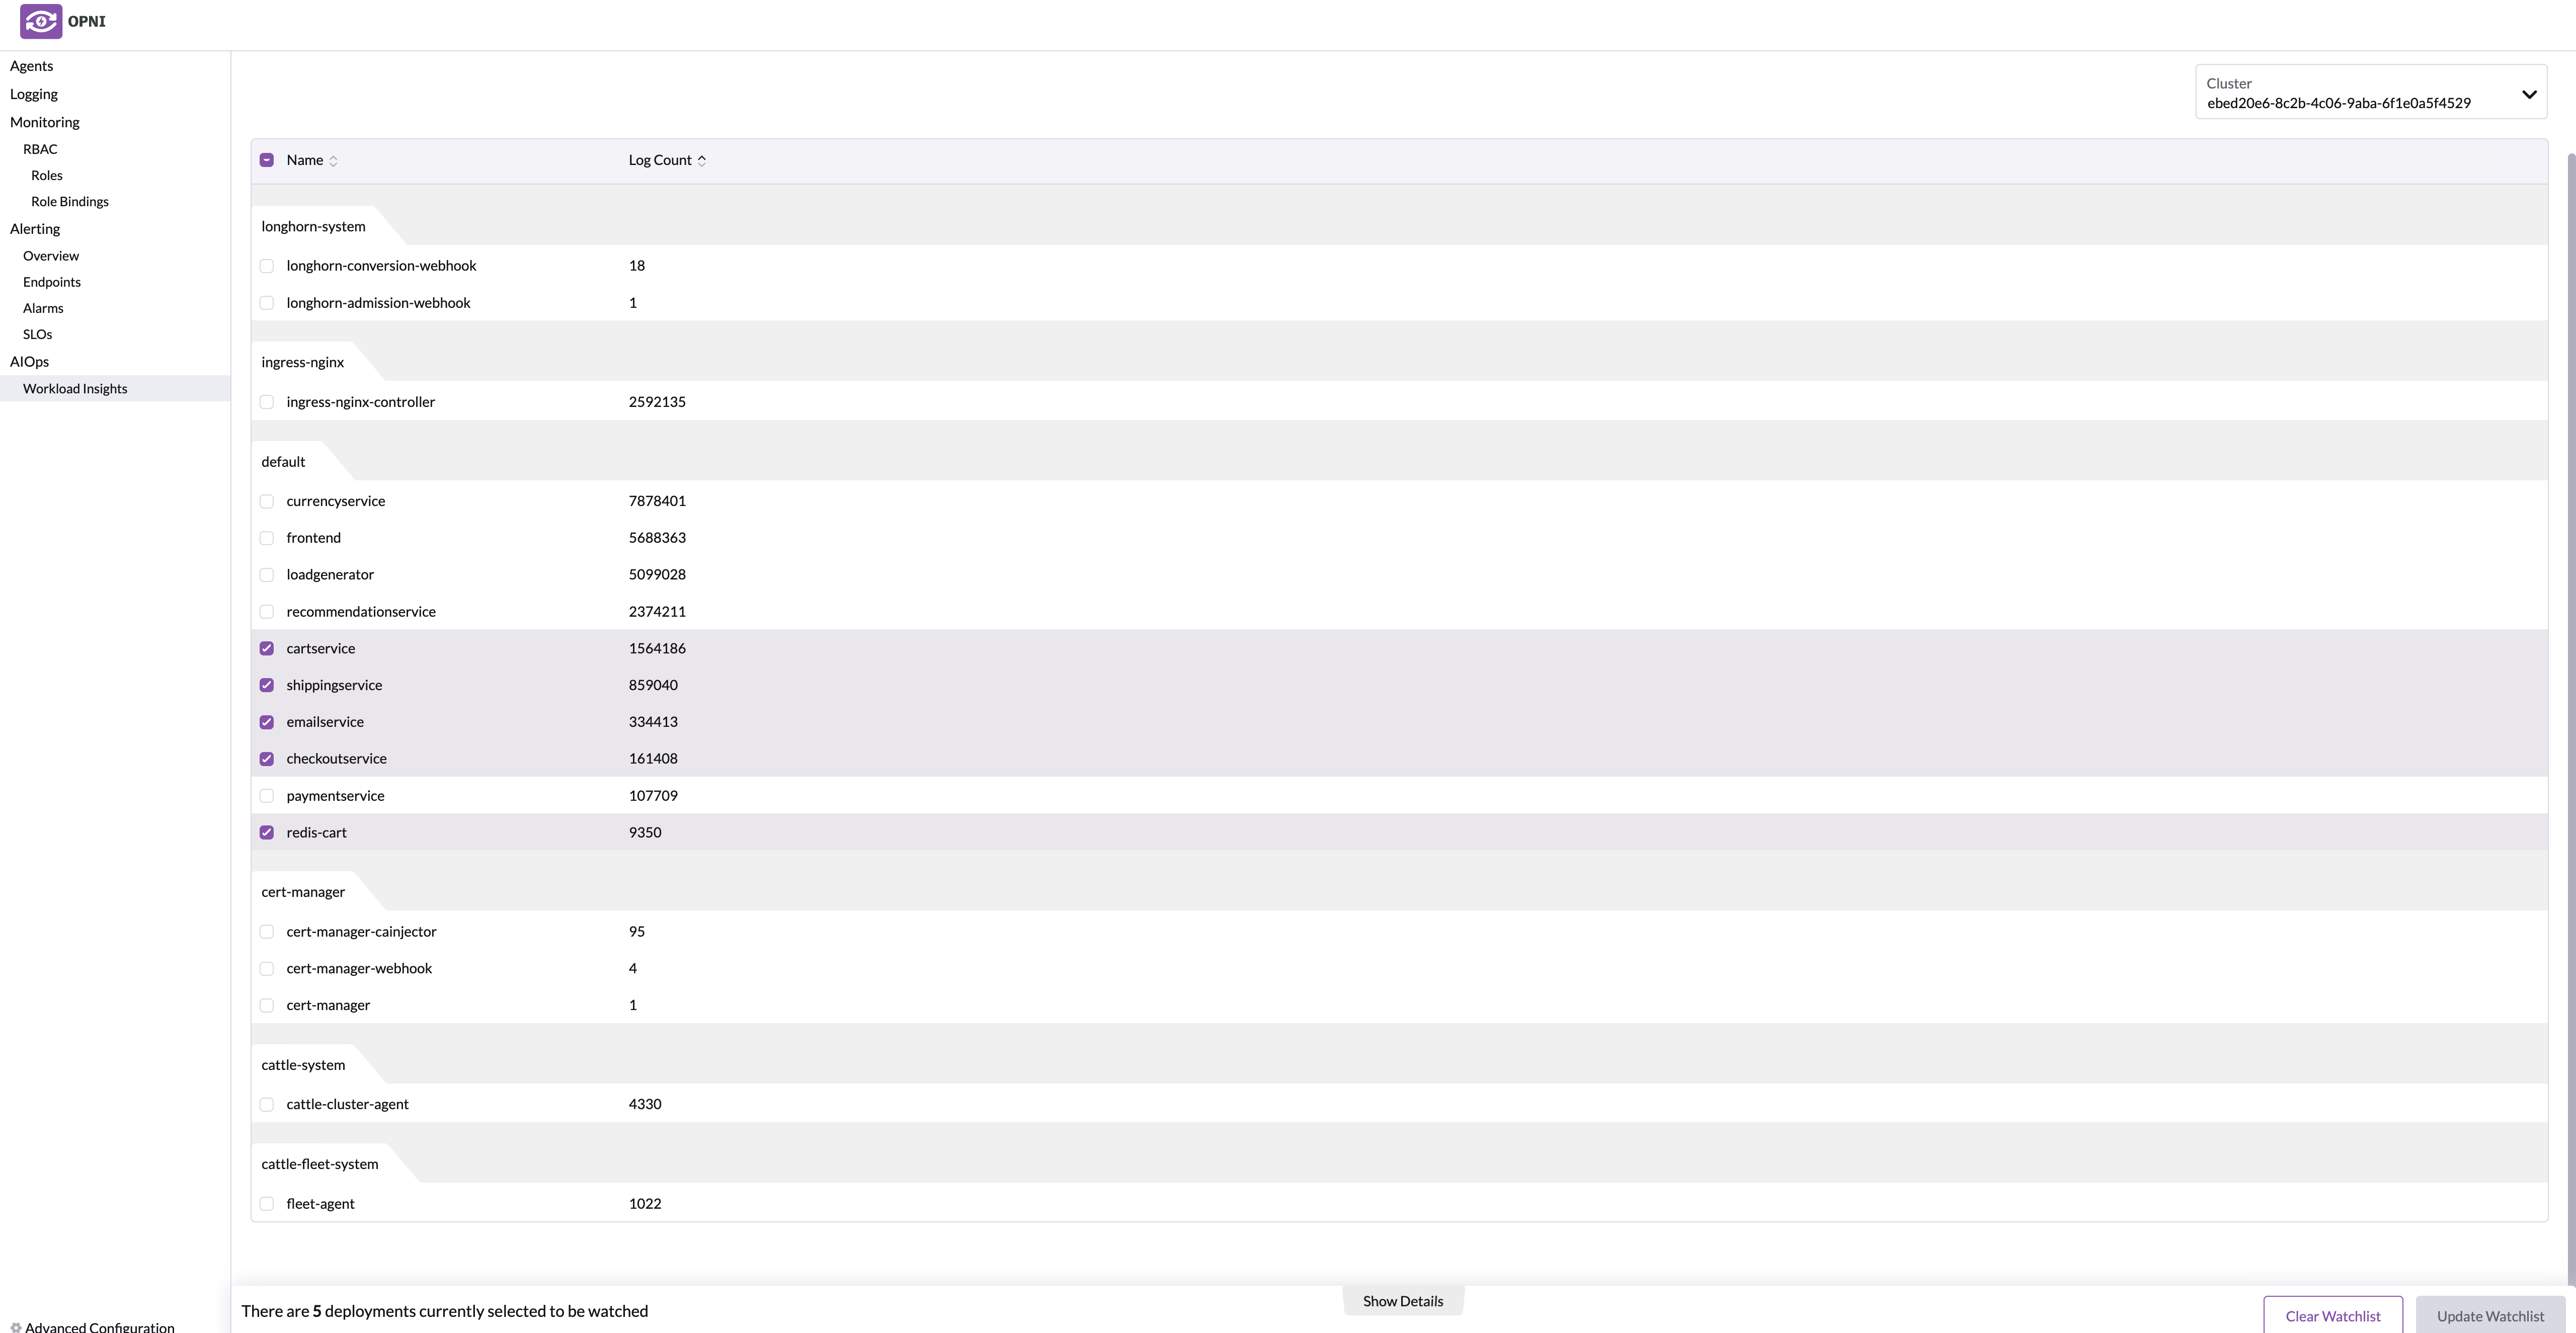 OPNI
Agents
Logging
Monitoring
RBAC
Roles
Role Bindings
Alerting
Overview
Endpoints
Alarms
SLOs
AIOps
Workload Insights
Advanced Configuration
Cluster
ebed20e6-8c2b-4c06-9aba-6f1e0a5f4529
Name Log Count
longhorn-system
longhorn-conversion-webhook 18
longhorn-admission-webhook 1
ingress-nginx
ingress-nginx-controller 2592135
default
currencyservice 7878401
frontend 5688363
loadgenerator 5099028
recommendationservice 2374211
cartservice 1564186
shippingservice 859040
emailservice 334413
checkoutservice 161408
paymentservice 107709
redis-cart 9350
cert-manager
cert-manager-cainjector 95
cert-manager-webhook 4
cert-manager 1
cattle-system
cattle-cluster-agent 4330
cattle-fleet-system
fleet-agent 1022
There are 5 deployments currently selected to be watched
Show Details
Clear Watchlist
Update Watchlist